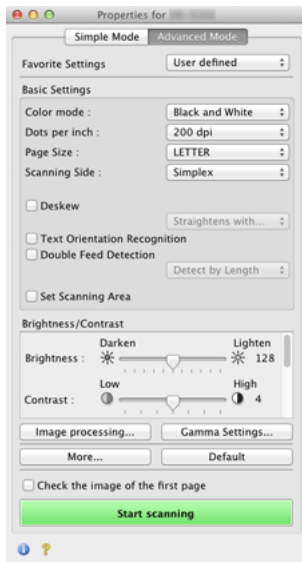 Properties for
Simple Mode Advanced Mode
Favorite Settings User defined
Basic Settings
Color mode : Black and White
Dots per inch : 200 dpi
Page Size : LETTER
Scanning Side : Simplex
Deskew
Straightens with...
Text Orientation Recognition
Double Feed Detection
Detect by Length
Set Scanning Area
Brightness/Contrast
Darken Lighten
Brightness : 128
Low High
Contrast : 4
Image processing... Gamma Settings...
More... Default
Check the image of the first page
Start scanning